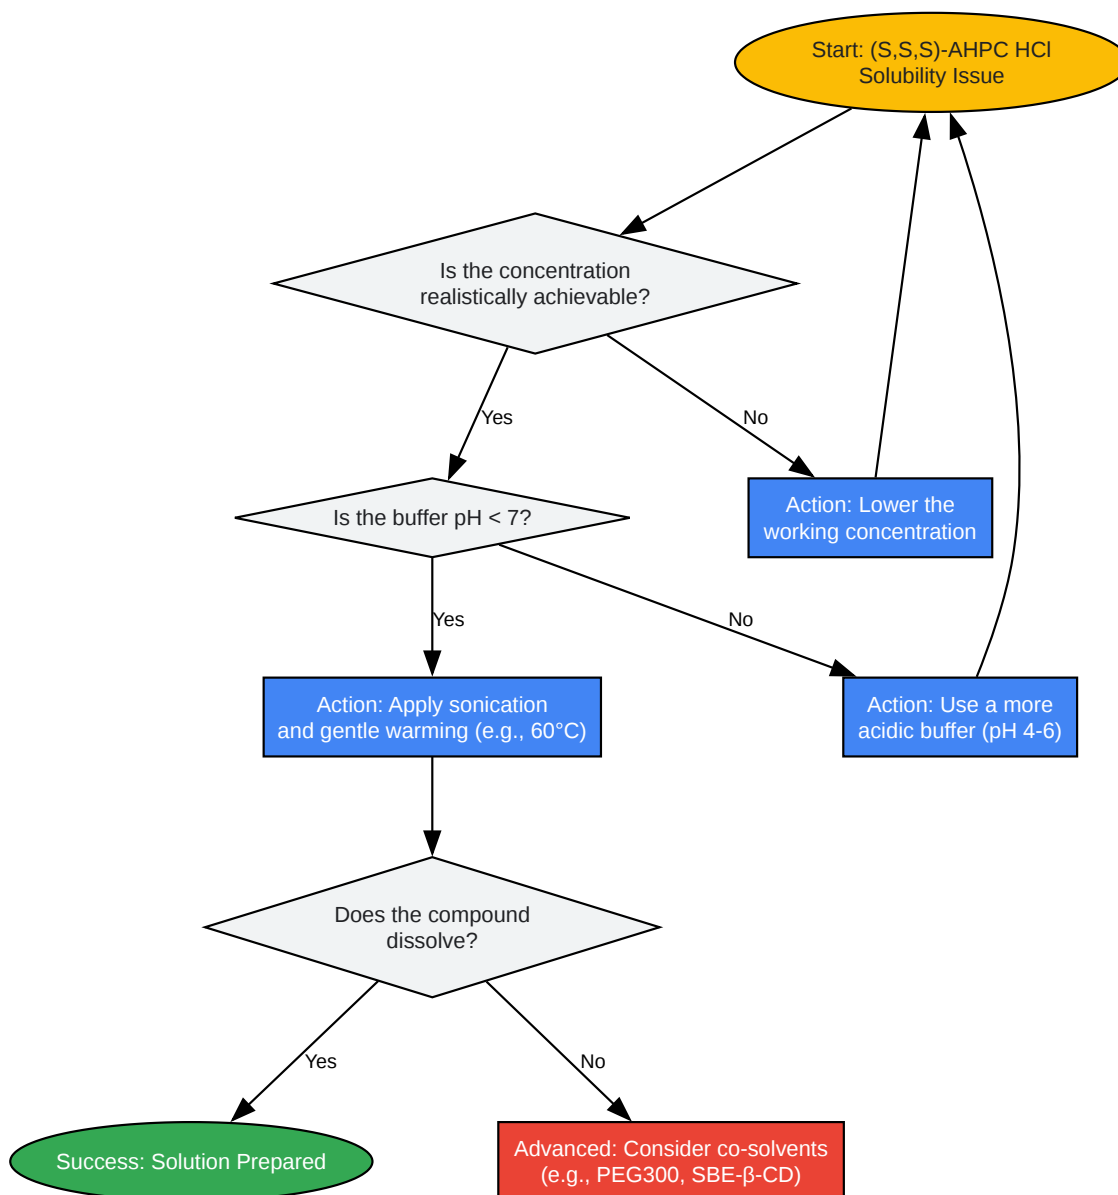 Start: (S,S,S)-AHPC HCl
Solubility Issue
Is the concentration
realistically achievable?
Yes
No
Is the buffer pH < 7?
Action: Lower the
working concentration
Yes
No
Action: Apply sonication
and gentle warming (e.g., 60°C)
Action: Use a more
acidic buffer (pH 4-6)
Does the compound
dissolve?
Yes
No
Success: Solution Prepared
Advanced: Consider co-solvents
(e.g., PEG300, SBE-β-CD)